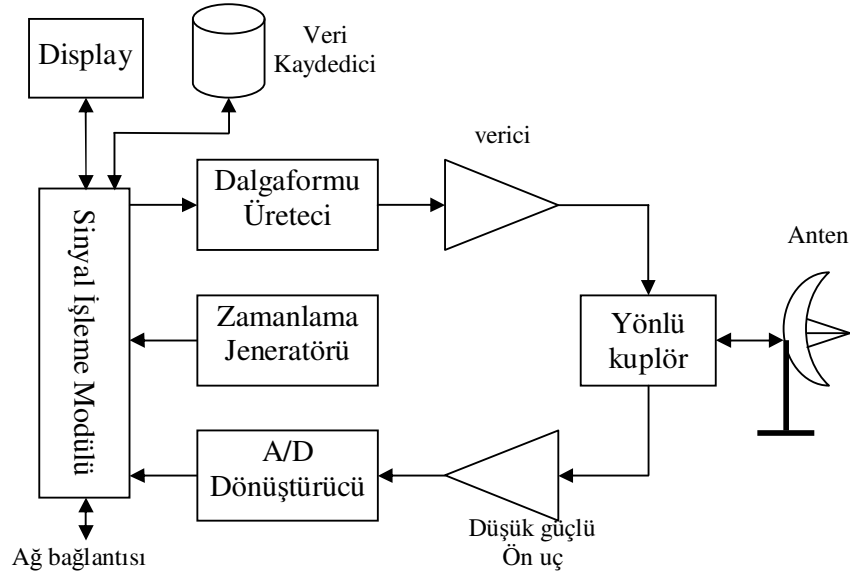 Display
Veri
Kaydedici
verici
Dalgaformu
Üreteci
Anten
Sinyal İşleme Modülü
Zamanlama
Jeneratörü
Yönlü
kuplör
A/D
Dönüştürücü
Düşük güçlü
Ön uç
Ağ bağlantısı